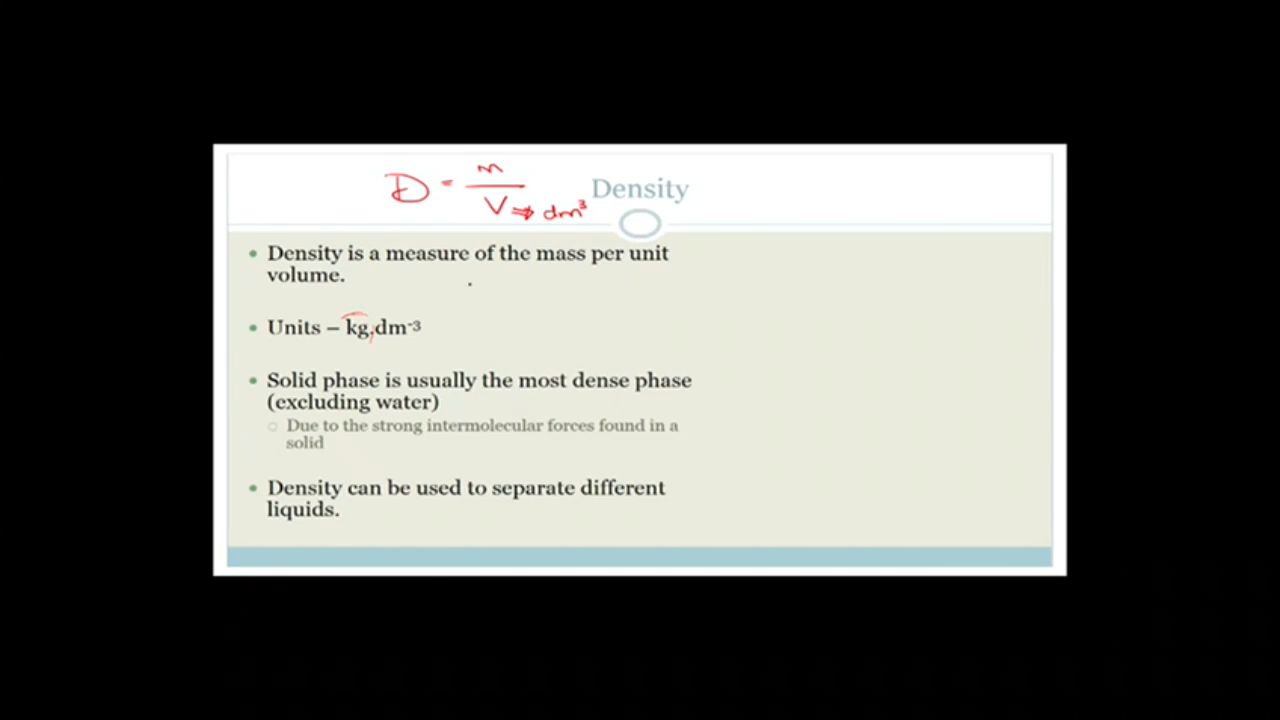 D = m
V ⇒ dm³
Density
• Density is a measure of the mass per unit
volume.
• Units – kg.dm⁻³
• Solid phase is usually the most dense phase
(excluding water)
○ Due to the strong intermolecular forces found in a
solid
• Density can be used to separate different
liquids.